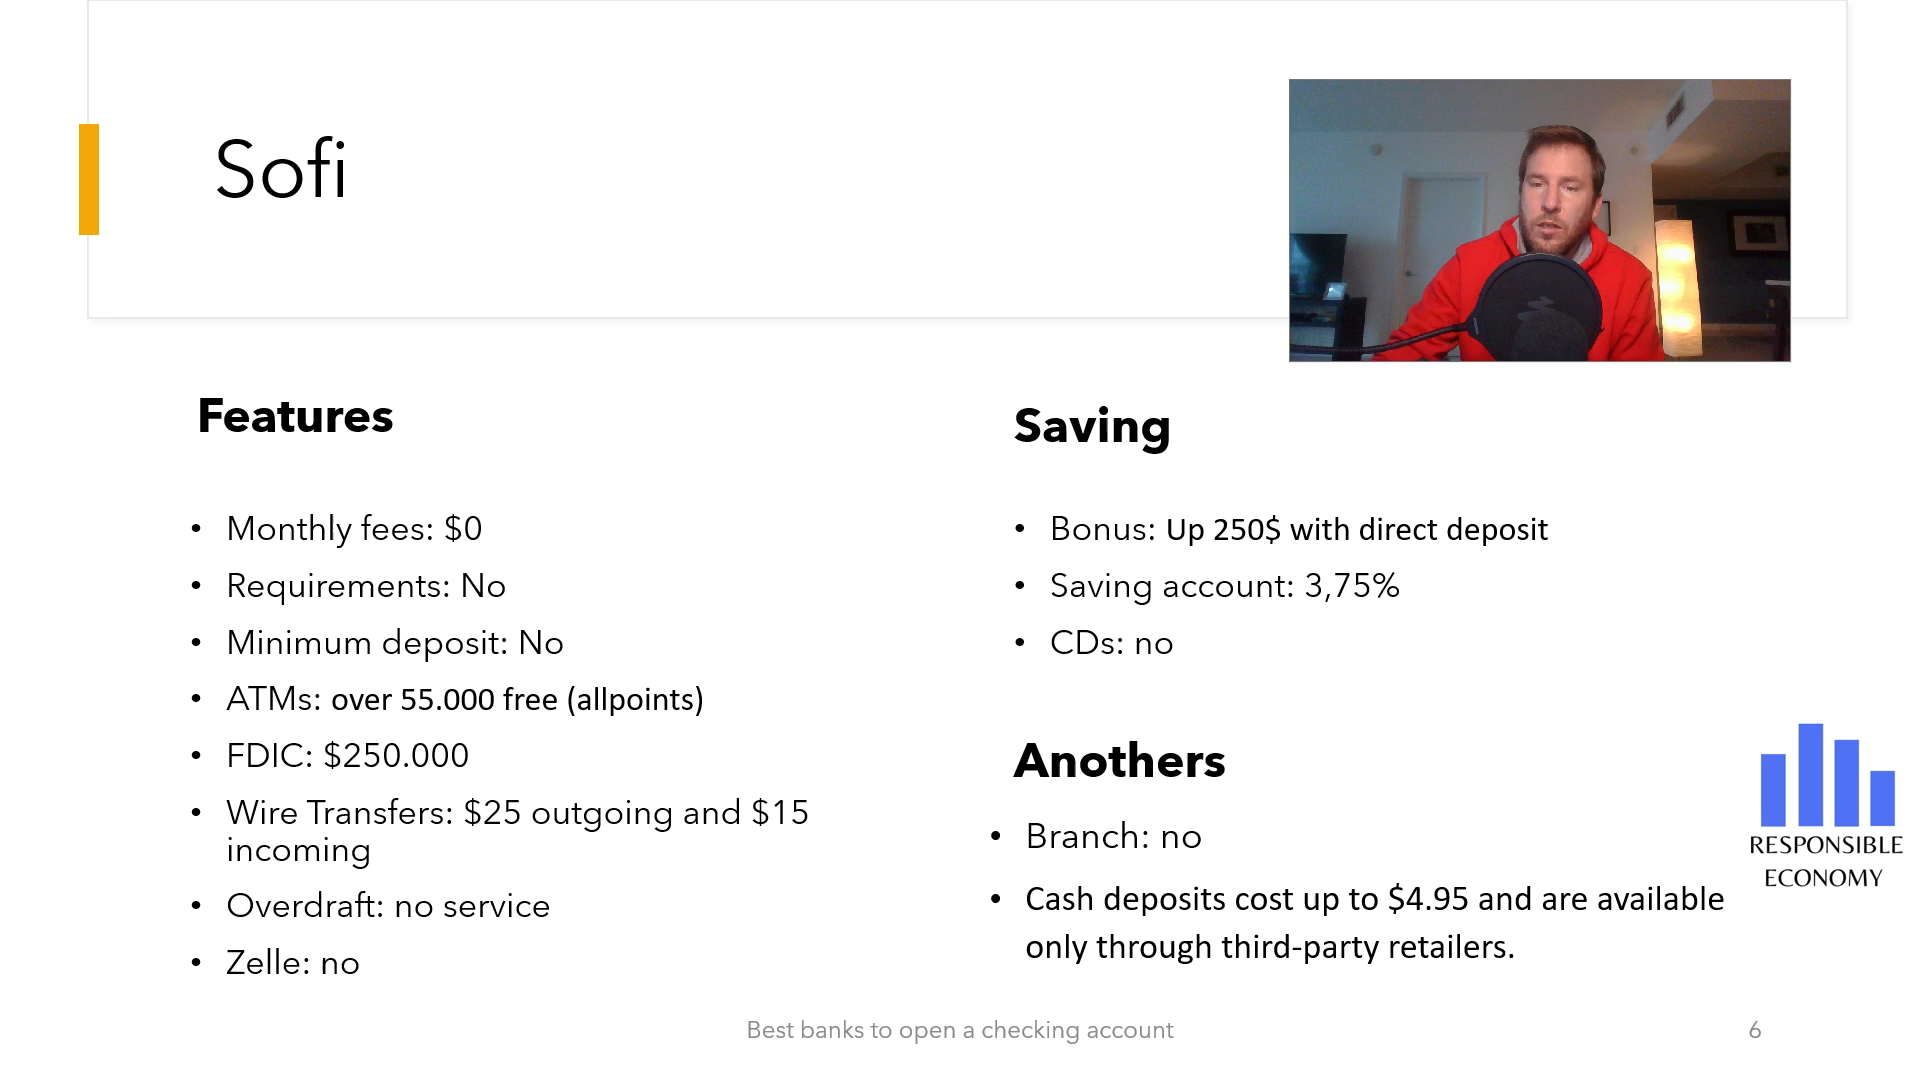 Sofi
Features
• Monthly fees: $0
• Requirements: No
• Minimum deposit: No
• ATMs: over 55.000 free (allpoints)
• FDIC: $250.000
• Wire Transfers: $25 outgoing and $15
incoming
• Overdraft: no service
• Zelle: no
Saving
• Bonus: Up 250$ with direct deposit
• Saving account: 3,75%
• CDs: no
Anothers
• Branch: no
• Cash deposits cost up to $4.95 and are available
only through third-party retailers.
RESPONSIBLE
ECONOMY
Best banks to open a checking account
6